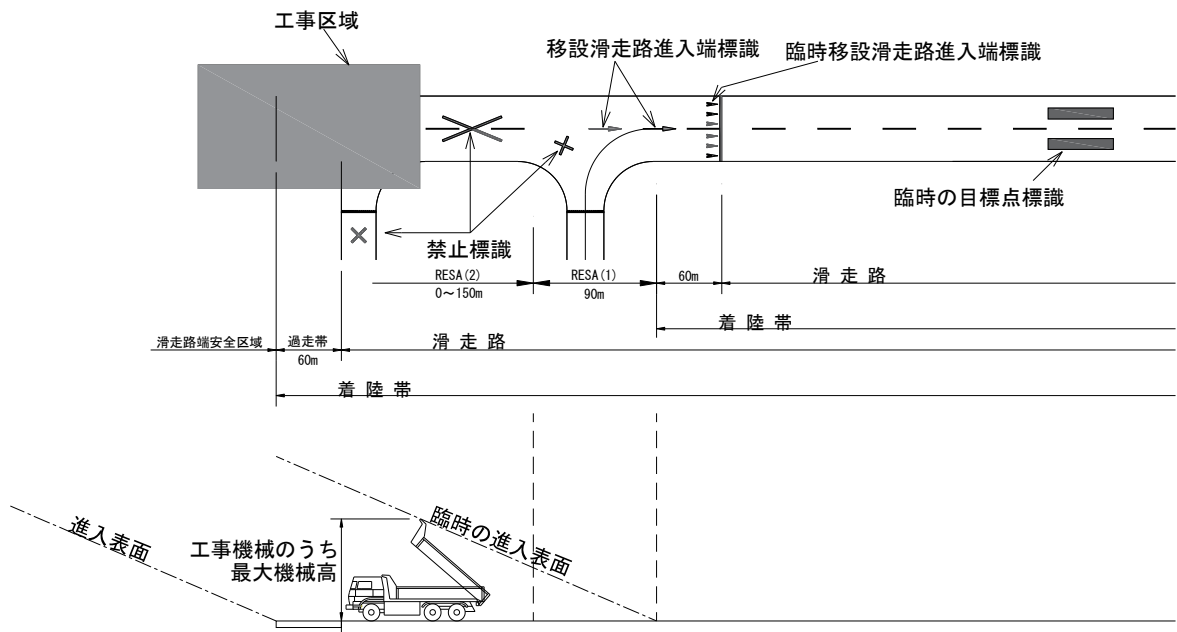 工事区域
移設滑走路進入端標識
臨時移設滑走路進入端標識
臨時の目標点標識
禁止標識
RESA(2)
0～150m
RESA(1)
90m
60m
滑走路
着陸帯
滑走路端安全区域
過走帯
60m
滑走路
着陸帯
進入表面
工事機械のうち
最大機械高
臨時の進入表面